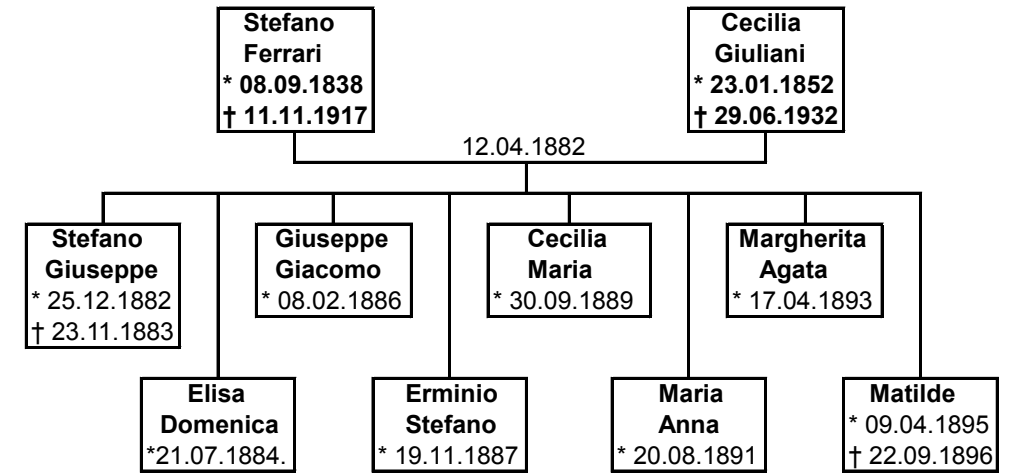 Stefano
Ferrari
* 08.09.1838
† 11.11.1917
Cecilia
Giuliani
* 23.01.1852
† 29.06.1932
12.04.1882
Stefano
Giuseppe
* 25.12.1882
† 23.11.1883
Giuseppe
Giacomo
* 08.02.1886
Cecilia
Maria
* 30.09.1889
Margherita
Agata
* 17.04.1893
Elisa
Domenica
*21.07.1884.
Erminio
Stefano
* 19.11.1887
Maria
Anna
* 20.08.1891
Matilde
* 09.04.1895
† 22.09.1896